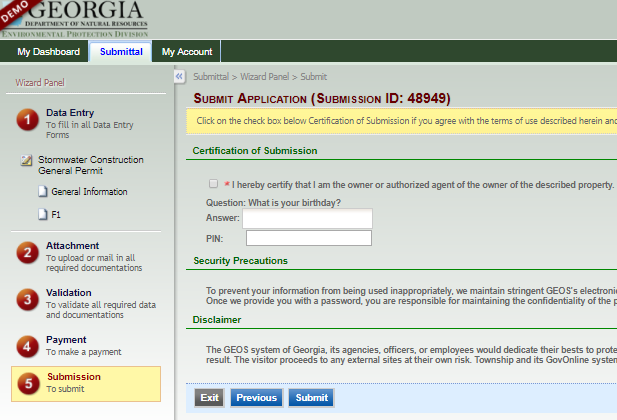 DEMO
GEORGIA
DEPARTMENT OF NATURAL RESOURCES
ENVIRONMENTAL PROTECTION DIVISION
My Dashboard Submittal My Account
Wizard Panel
1 Data Entry
To fill in all Data Entry
Forms
Stormwater Construction
General Permit
General Information
F1
2 Attachment
To upload or mail in all
required documentations
3 Validation
To validate all required data
and documentations
4 Payment
To make a payment
5 Submission
To submit
« Submittal > Wizard Panel > Submit
SUBMIT APPLICATION (SUBMISSION ID: 48949)
Click on the check box below Certification of Submission if you agree with the terms of use described herein and
Certification of Submission
* I hereby certify that I am the owner or authorized agent of the owner of the described property.
Question: What is your birthday?
Answer:
PIN:
Security Precautions
To prevent your information from being used inappropriately, we maintain stringent GEOS's electroni
Once we provide you with a password, you are responsible for maintaining the confidentiality of the p
Disclaimer
The GEOS system of Georgia, its agencies, officers, or employees would dedicate their bests to prote
result. The visitor proceeds to any external sites at their own risk. Township and its GovOnline system
Exit Previous Submit